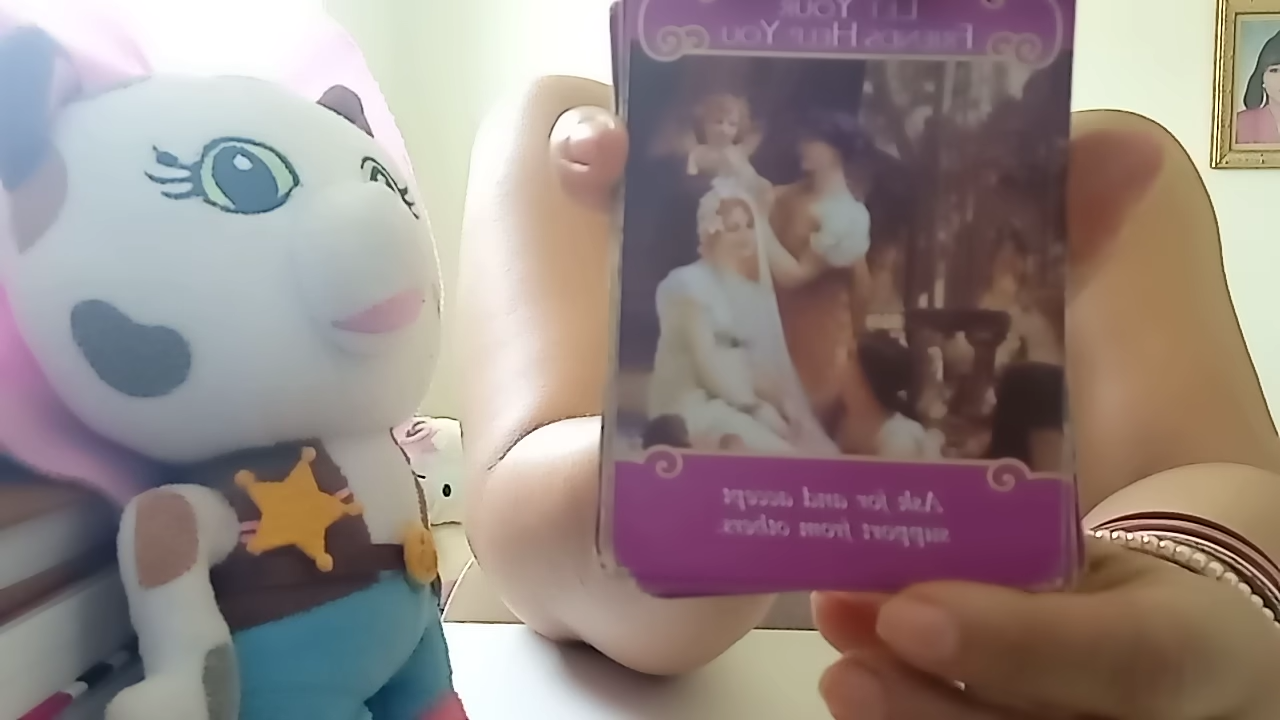 LET YOUR
FRIENDS HELP YOU
Ask for and accept
support from others.